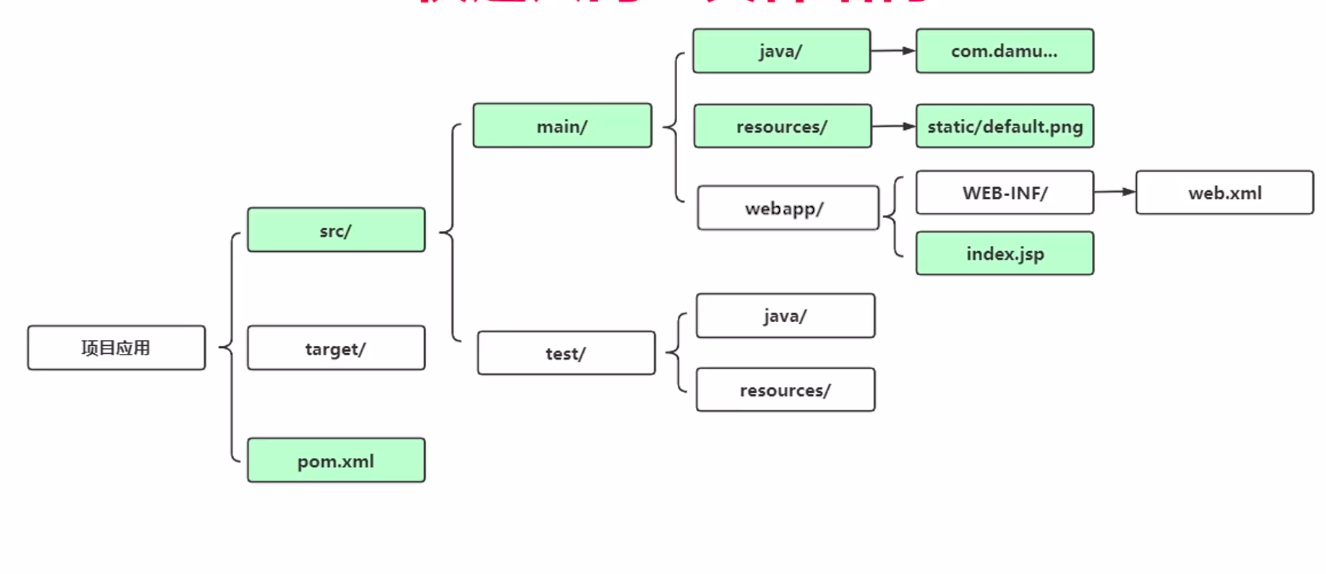 java/
com.damu...
main/
resources/
static/default.png
webapp/
WEB-INF/
web.xml
src/
index.jsp
java/
项目应用
target/
test/
resources/
pom.xml